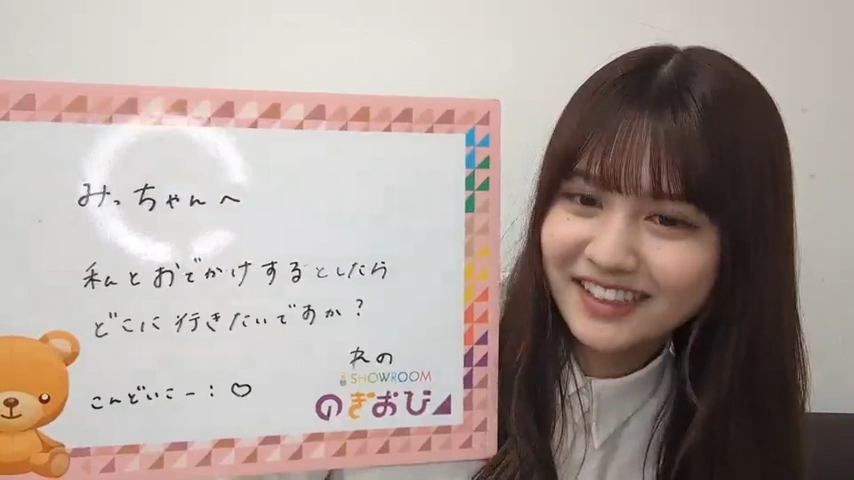 みっちゃんへ
私とおでかけするとしたら
どこに行きたいですか?
こんどいこー:♡
れの
SHOWROOM
のぎおび